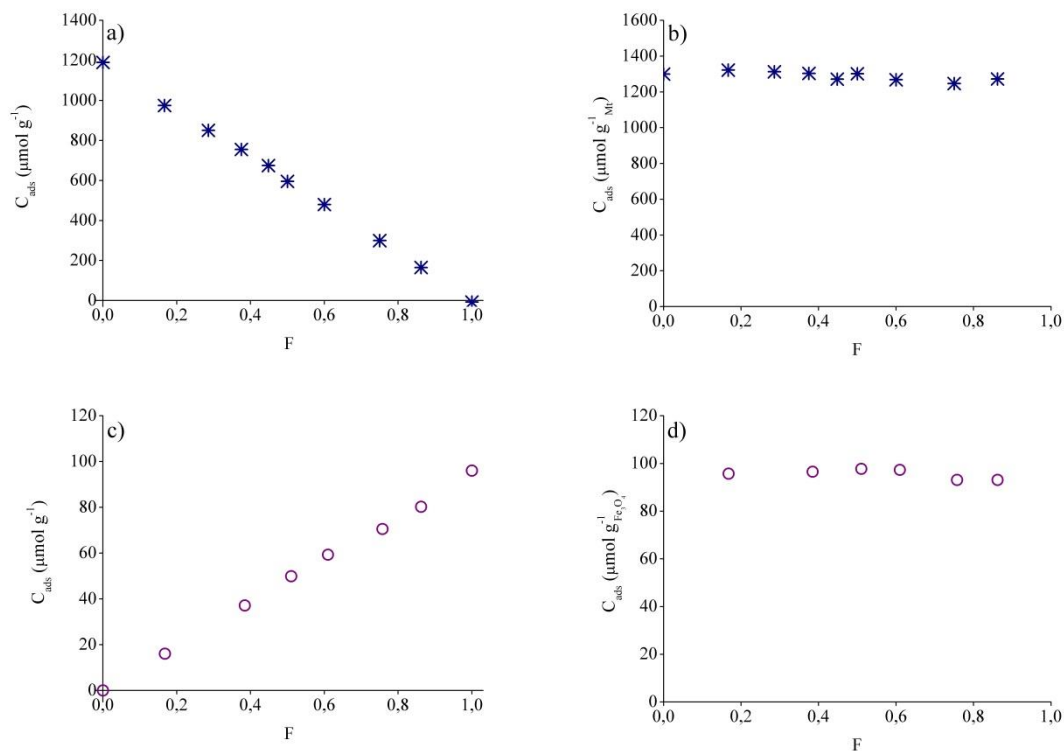 a)
1400
1200
1000
800
600
400
200
0
0,0 0,2 0,4 0,6 0,8 1,0
F
C_ads (µmol g⁻¹)
b)
1600
1400
1200
1000
800
600
400
200
0
0,0 0,2 0,4 0,6 0,8 1,0
F
C_ads (µmol g⁻¹_Mt)
c)
120
100
80
60
40
20
0
0,0 0,2 0,4 0,6 0,8 1,0
F
C_ads (µmol g⁻¹)
d)
120
100
80
60
40
20
0
0,0 0,2 0,4 0,6 0,8 1,0
F
C_ads (µmol g⁻¹_Fe₃O₄)